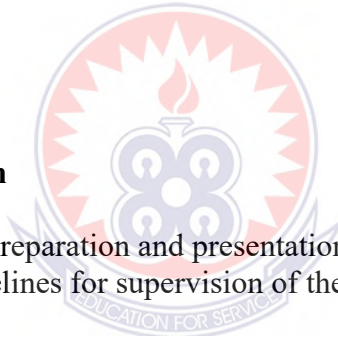 n
reparation and presentation
elines for supervision of the
EDUCATION FOR SERVICE